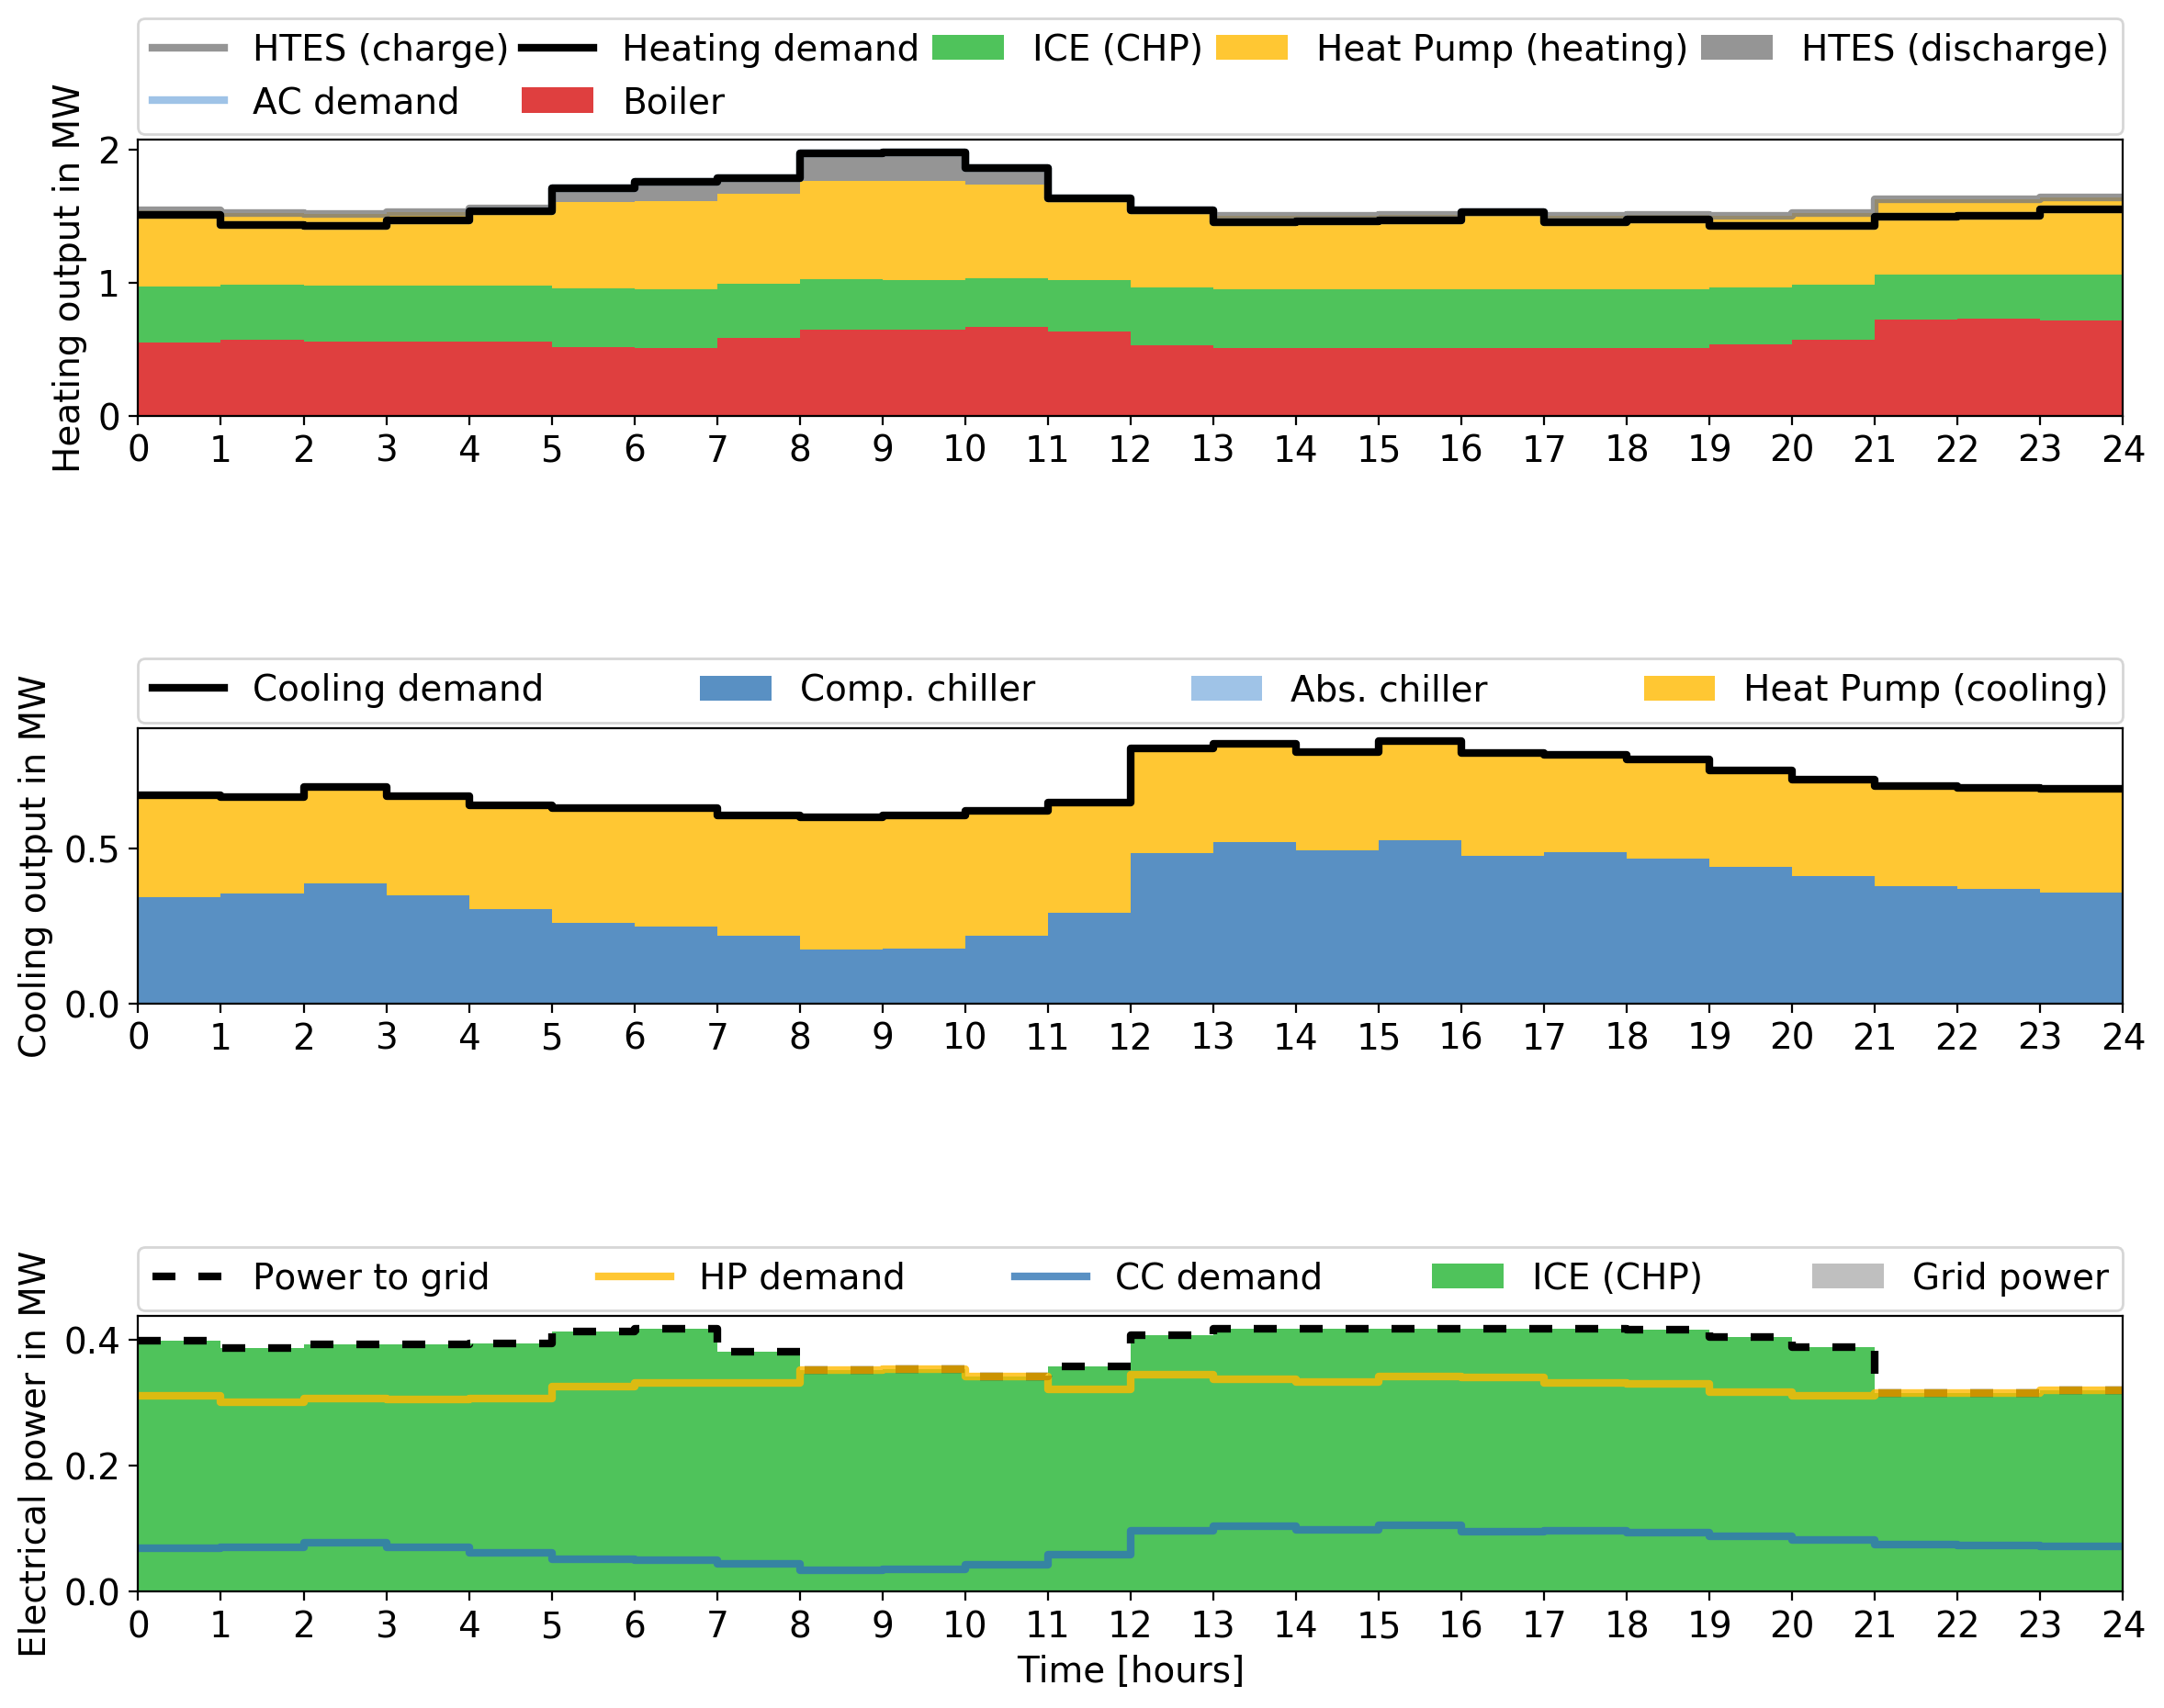 HTES (charge) Heating demand ICE (CHP) Heat Pump (heating) HTES (discharge)
AC demand Boiler
Heating output in MW
2
1
0
0 1 2 3 4 5 6 7 8 9 10 11 12 13 14 15 16 17 18 19 20 21 22 23 24
Cooling demand Comp. chiller Abs. chiller Heat Pump (cooling)
Cooling output in MW
0.5
0.0
0 1 2 3 4 5 6 7 8 9 10 11 12 13 14 15 16 17 18 19 20 21 22 23 24
Power to grid HP demand CC demand ICE (CHP) Grid power
Electrical power in MW
0.4
0.2
0.0
0 1 2 3 4 5 6 7 8 9 10 11 12 13 14 15 16 17 18 19 20 21 22 23 24
Time [hours]